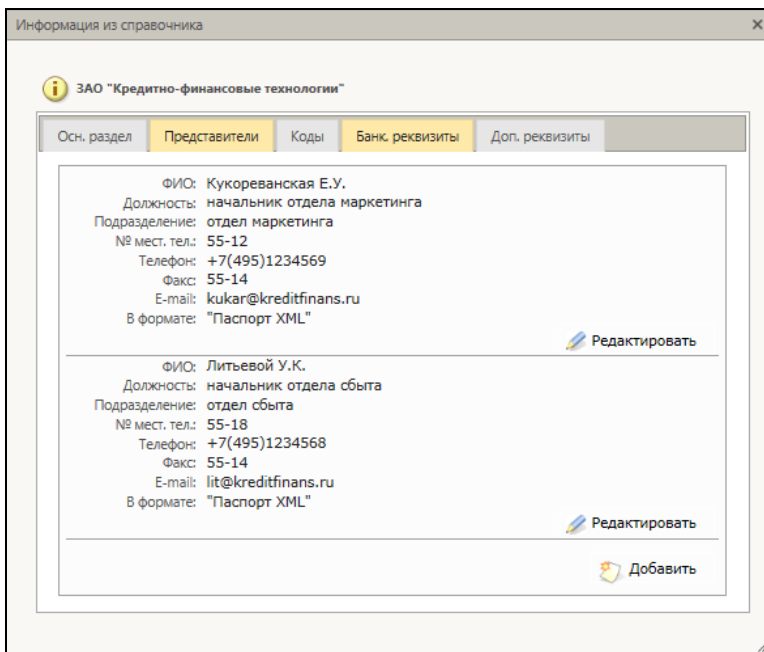 Информация из справочника
ЗАО "Кредитно-финансовые технологии"
Осн. раздел Представители Коды Банк. реквизиты Доп. реквизиты
ФИО: Кукореванская Е.У.
Должность: начальник отдела маркетинга
Подразделение: отдел маркетинга
№ мест. тел.: 55-12
Телефон: +7(495)1234569
Факс: 55-14
E-mail: kukar@kreditfinans.ru
В формате: "Паспорт XML"
Редактировать
ФИО: Литьевой У.К.
Должность: начальник отдела сбыта
Подразделение: отдел сбыта
№ мест. тел.: 55-18
Телефон: +7(495)1234568
Факс: 55-14
E-mail: lit@kreditfinans.ru
В формате: "Паспорт XML"
Редактировать
Добавить